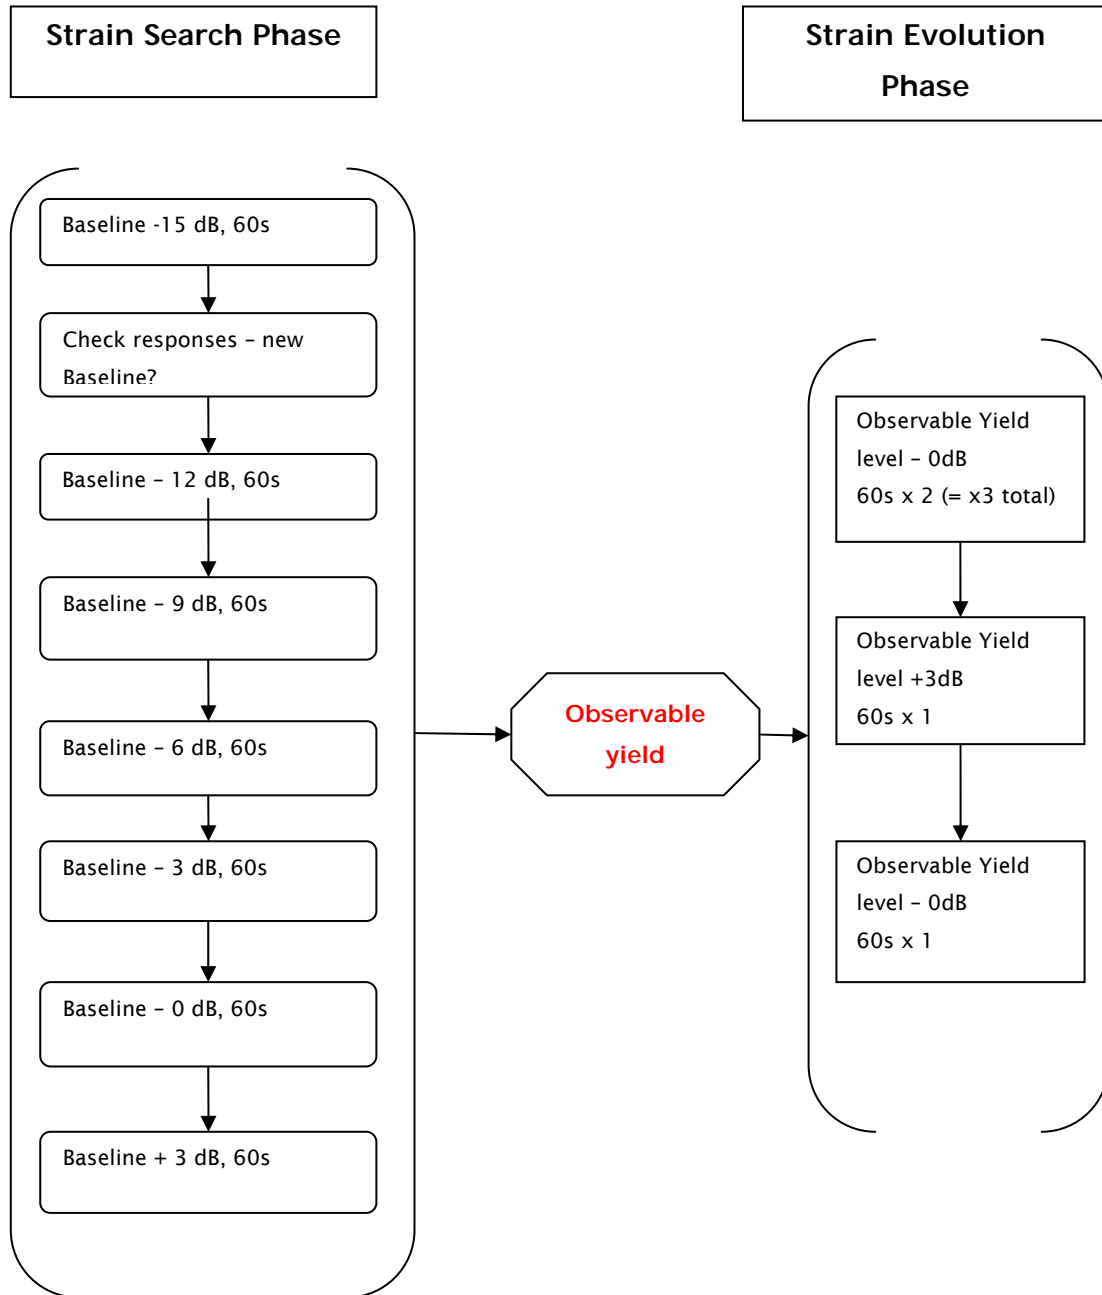 Strain Search Phase
Strain Evolution
Phase
Baseline -15 dB, 60s
Check responses – new
Baseline?
Baseline – 12 dB, 60s
Baseline – 9 dB, 60s
Baseline – 6 dB, 60s
Baseline – 3 dB, 60s
Baseline – 0 dB, 60s
Baseline + 3 dB, 60s
Observable
yield
Observable Yield
level – 0dB
60s x 2 (= x3 total)
Observable Yield
level +3dB
60s x 1
Observable Yield
level – 0dB
60s x 1